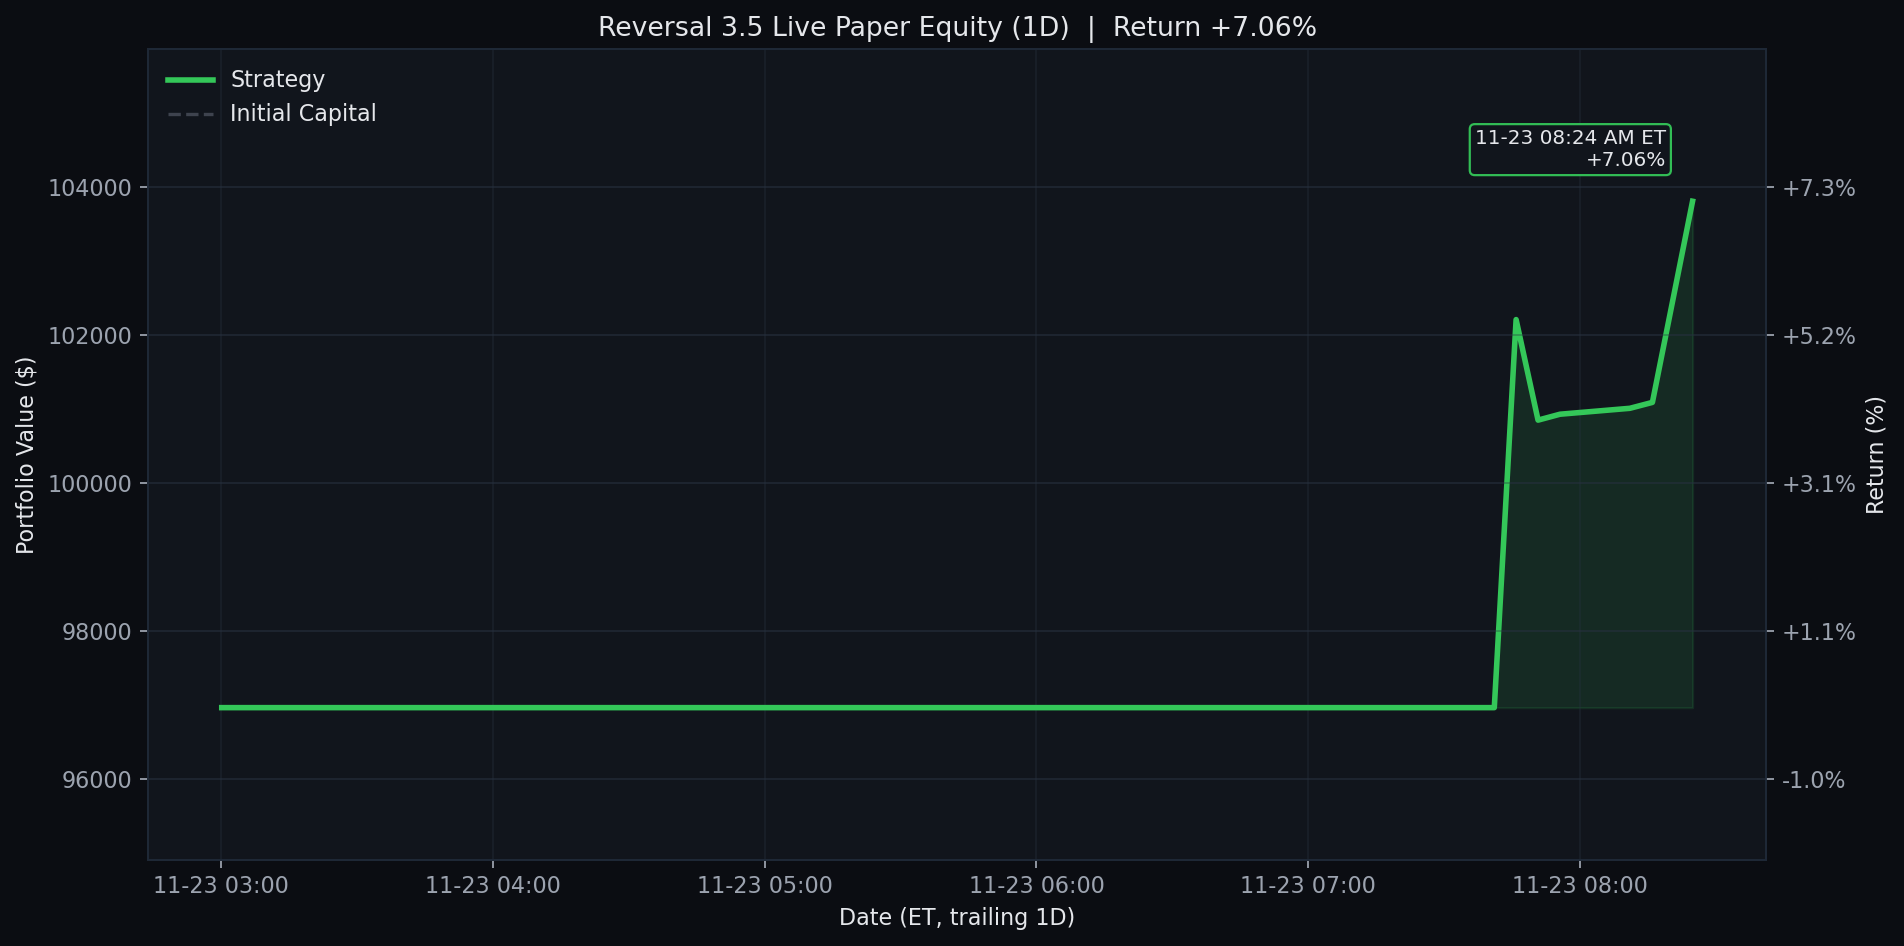 Reversal 3.5 Live Paper Equity (1D) | Return +7.06%
Strategy
Initial Capital
11-23 08:24 AM ET
+7.06%
Portfolio Value ($)
104000
102000
100000
98000
96000
+7.3%
+5.2%
+3.1%
+1.1%
-1.0%
Return (%)
11-23 03:00
11-23 04:00
11-23 05:00
11-23 06:00
11-23 07:00
11-23 08:00
Date (ET, trailing 1D)